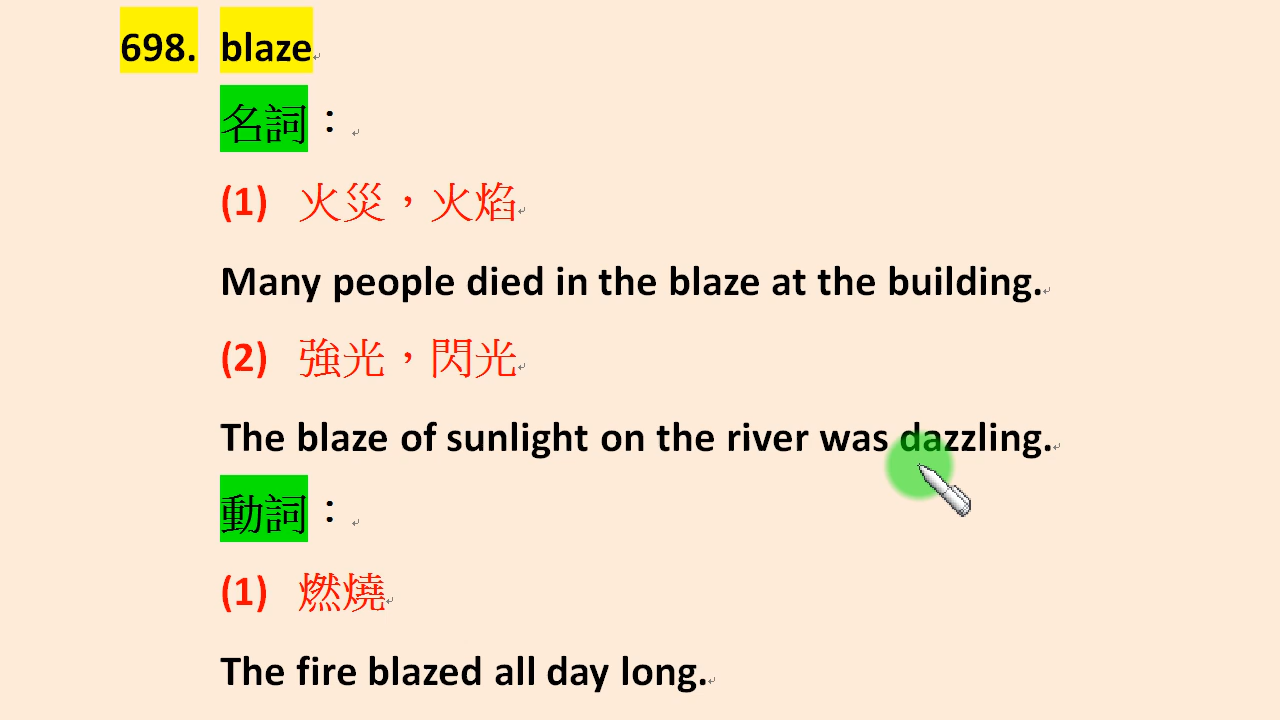 698. blaze
名詞：
(1) 火災，火焰
Many people died in the blaze at the building.
(2) 強光，閃光
The blaze of sunlight on the river was dazzling.
動詞：
(1) 燃燒
The fire blazed all day long.